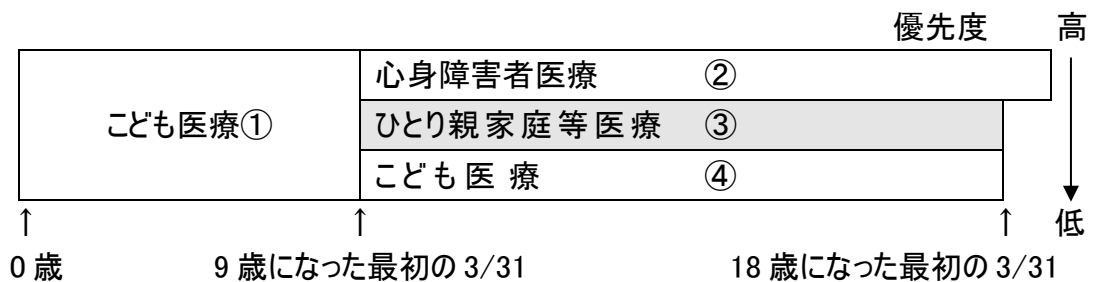 優先度 高
心身障害者医療 ②
こども医療① ひとり親家庭等医療 ③
こども医療 ④
↑ ↑ ↑ 低
0歳 9歳になった最初の3/31 18歳になった最初の3/31